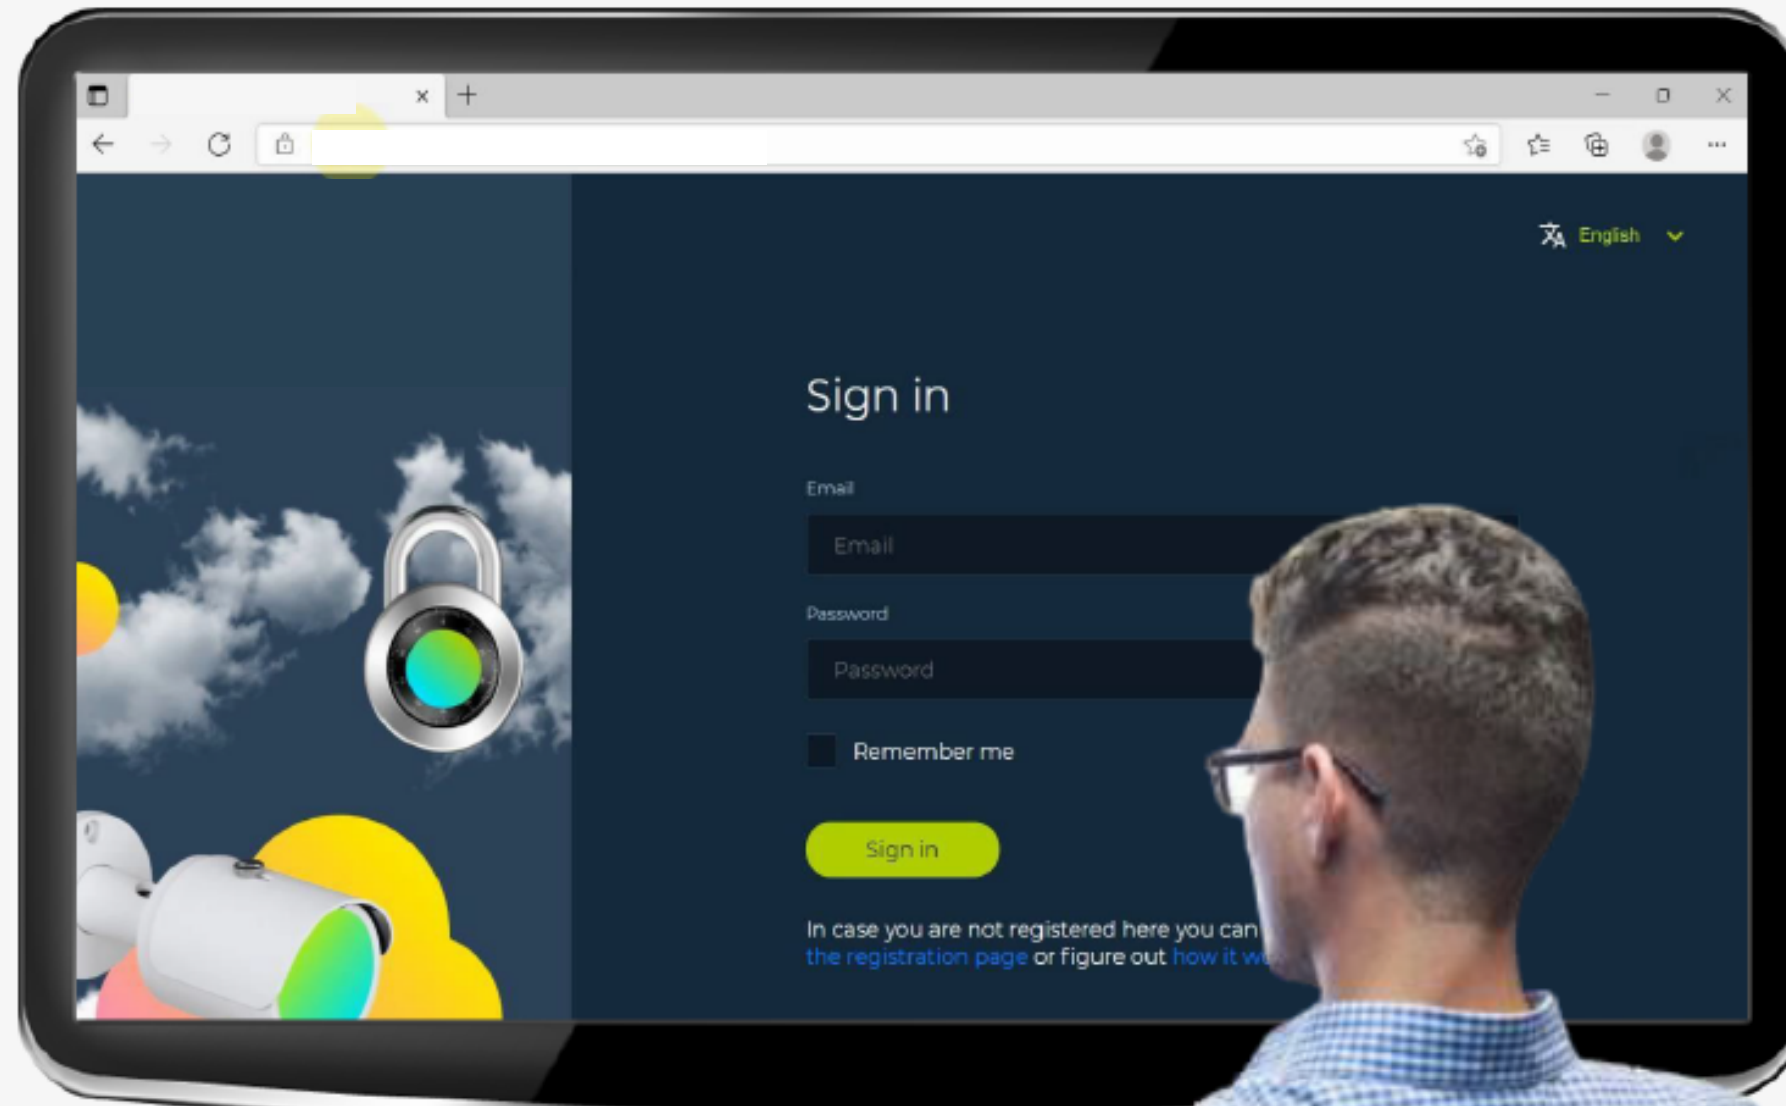 English
Sign in
Email
Email
Password
Password
Remember me
Sign in
In case you are not registered here you can
the registration page or figure out how it